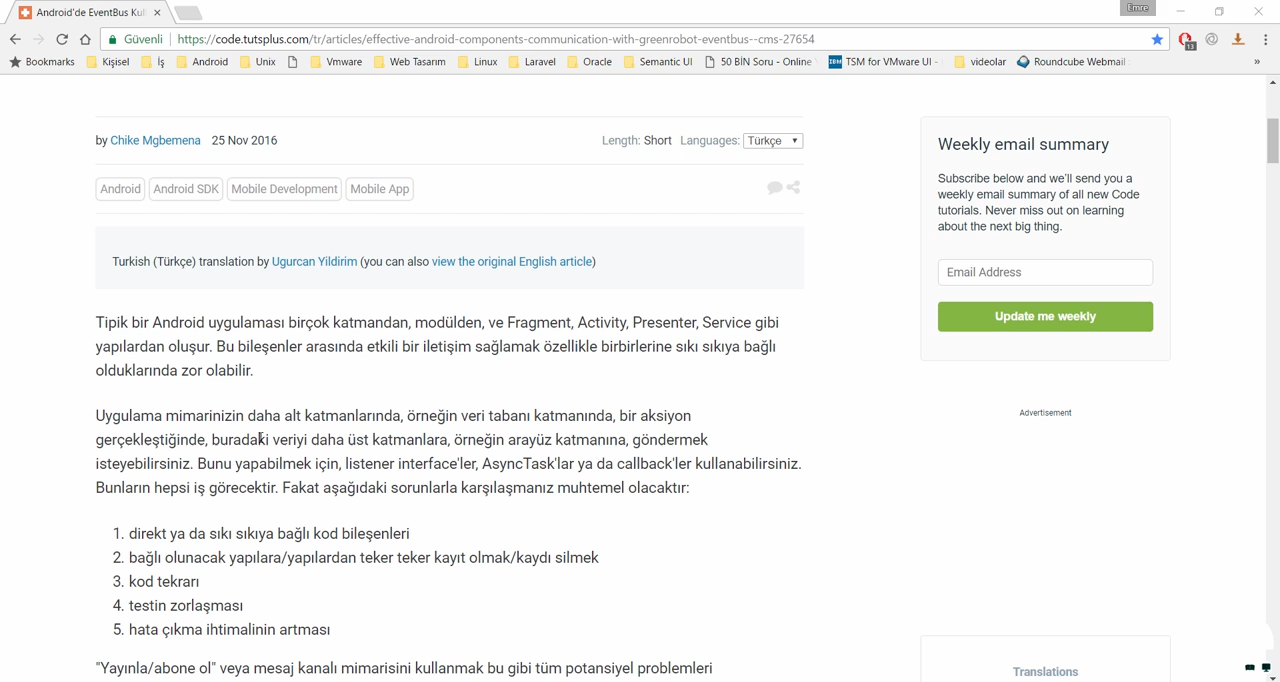 Android'de EventBus Kul
Emre
Güvenli https://code.tutsplus.com/tr/articles/effective-android-components-communication-with-greenrobot-eventbus--cms-27654
13
Bookmarks Kişisel İş Android Unix Vmware Web Tasarım Linux Laravel Oracle Semantic UI 50 BİN Soru - Online TSM for VMware UI - videolar Roundcube Webmail »
by Chike Mgbemena 25 Nov 2016 Length: Short Languages: Türkçe
Android Android SDK Mobile Development Mobile App
Turkish (Türkçe) translation by Ugurcan Yildirim (you can also view the original English article)
Tipik bir Android uygulaması birçok katmandan, modülden, ve Fragment, Activity, Presenter, Service gibi
yapılardan oluşur. Bu bileşenler arasında etkili bir iletişim sağlamak özellikle birbirlerine sıkı sıkıya bağlı
olduklarında zor olabilir.
Uygulama mimarinizin daha alt katmanlarında, örneğin veri tabanı katmanında, bir aksiyon
gerçekleştiğinde, buradaki veriyi daha üst katmanlara, örneğin arayüz katmanına, göndermek
isteyebilirsiniz. Bunu yapabilmek için, listener interface'ler, AsyncTask'lar ya da callback'ler kullanabilirsiniz.
Bunların hepsi iş görecektir. Fakat aşağıdaki sorunlarla karşılaşmanız muhtemel olacaktır:
1. direkt ya da sıkı sıkıya bağlı kod bileşenleri
2. bağlı olunacak yapılara/yapılardan teker teker kayıt olmak/kaydı silmek
3. kod tekrarı
4. testin zorlaşması
5. hata çıkma ihtimalinin artması
"Yayınla/abone ol" veya mesaj kanalı mimarisini kullanmak bu gibi tüm potansiyel problemleri
Weekly email summary
Subscribe below and we'll send you a
weekly email summary of all new Code
tutorials. Never miss out on learning
about the next big thing.
Email Address
Update me weekly
Advertisement
Translations